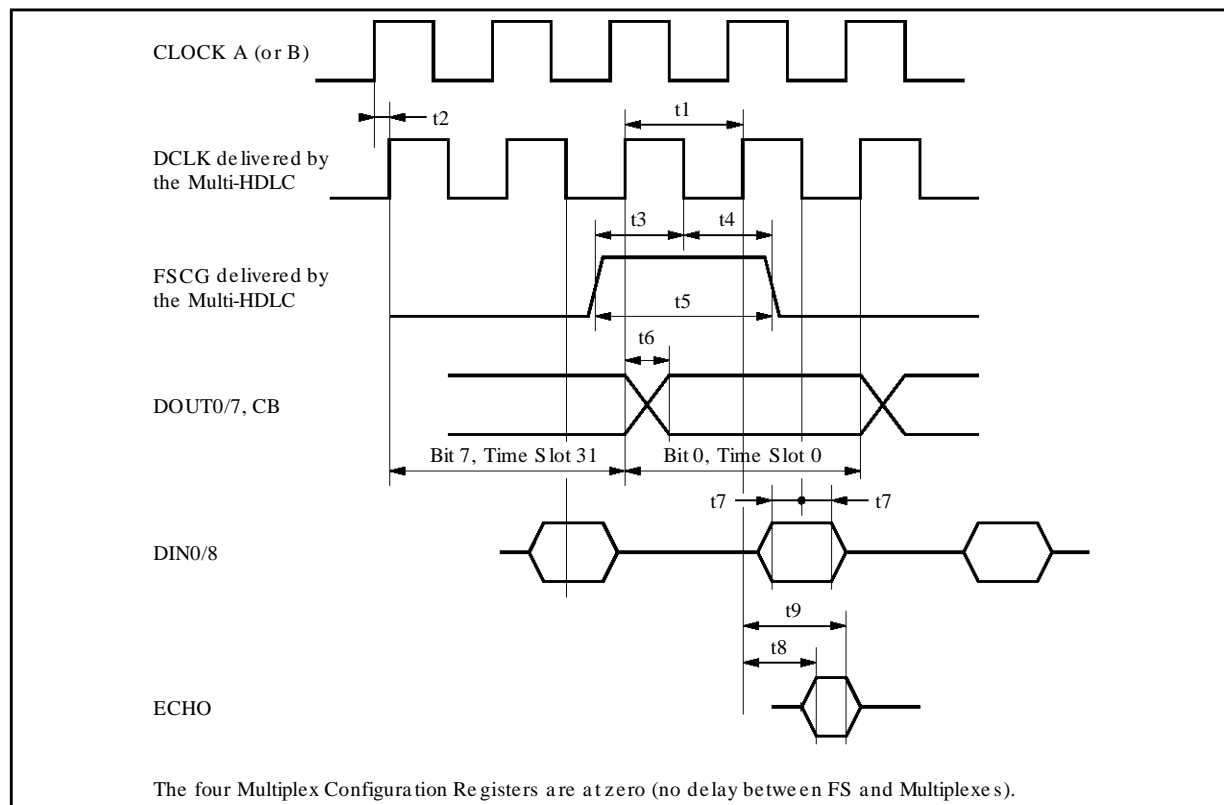 CLOCK A (or B)
t2
t1
DCLK delivered by
the Multi-HDLC
t3
t4
FSCG delivered by
the Multi-HDLC
t5
t6
DOUT0/7, CB
Bit 7, Time Slot 31
Bit 0, Time Slot 0
t7
t7
DIN0/8
t9
t8
ECHO
The four Multiplex Configuration Registers are at zero (no delay between FS and Multiplexes).